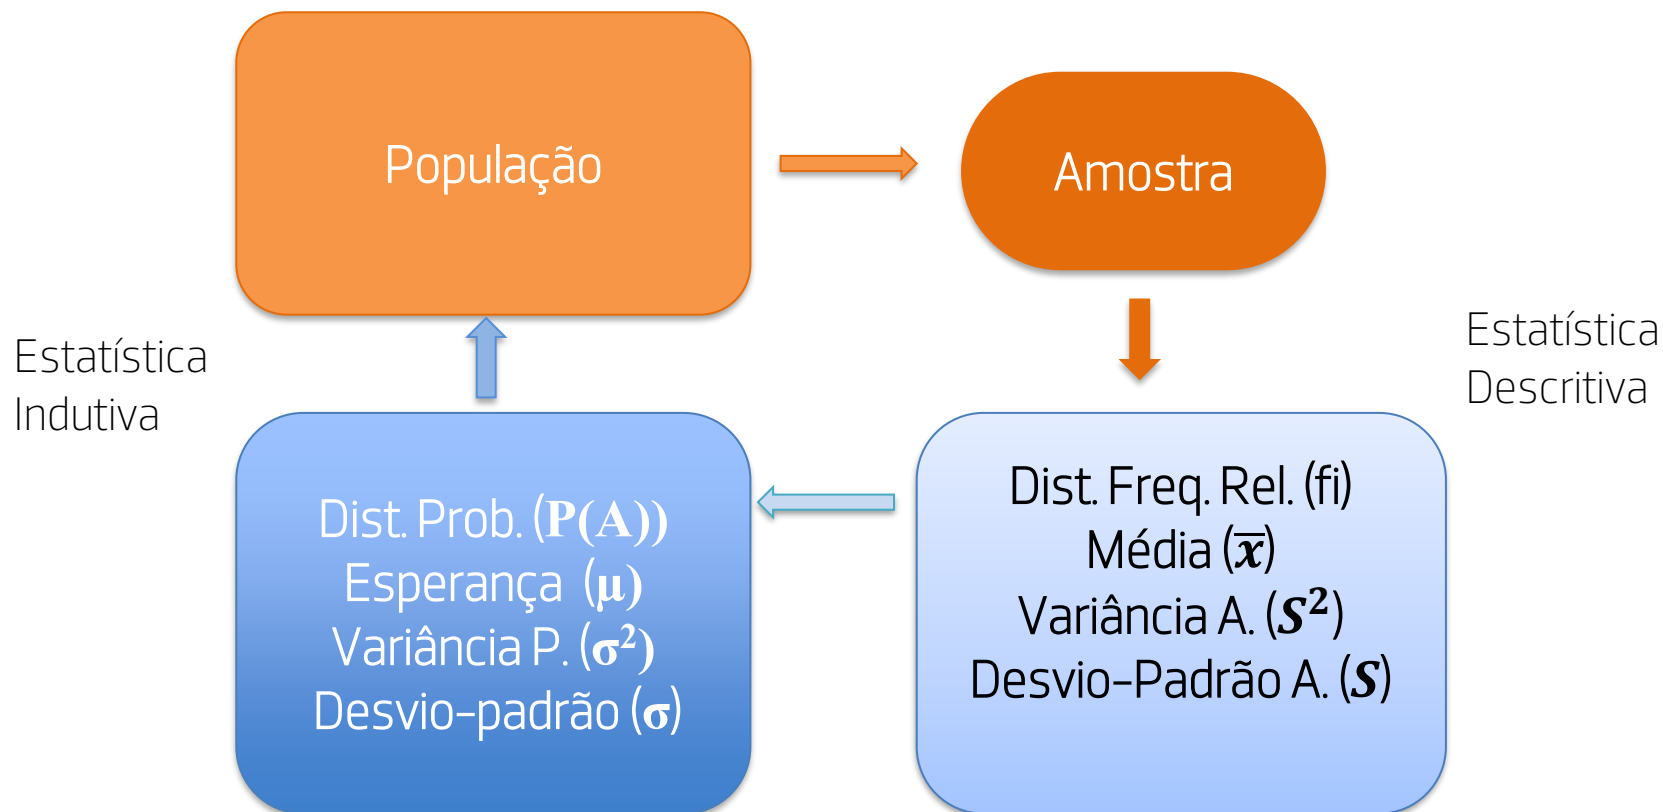 População
Amostra
Estatística
Indutiva
Estatística
Descritiva
Dist. Prob. (P(A))
Esperança (μ)
Variância P. (σ²)
Desvio-padrão (σ)
Dist. Freq. Rel. (fi)
Média (x̅)
Variância A. (S²)
Desvio-Padrão A. (S)